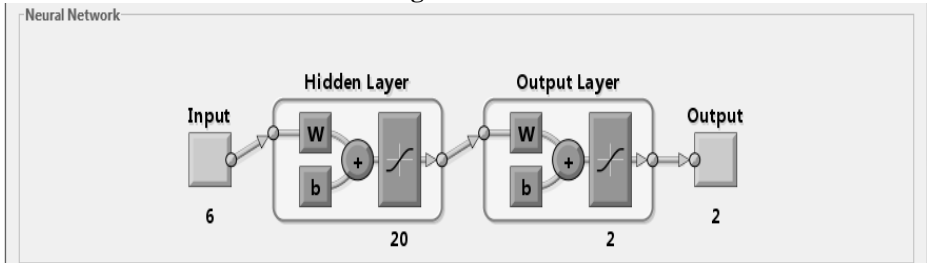 Neural Network
Hidden Layer
Output Layer
Input
Output
W
b
+
W
b
+
6
20
2
2